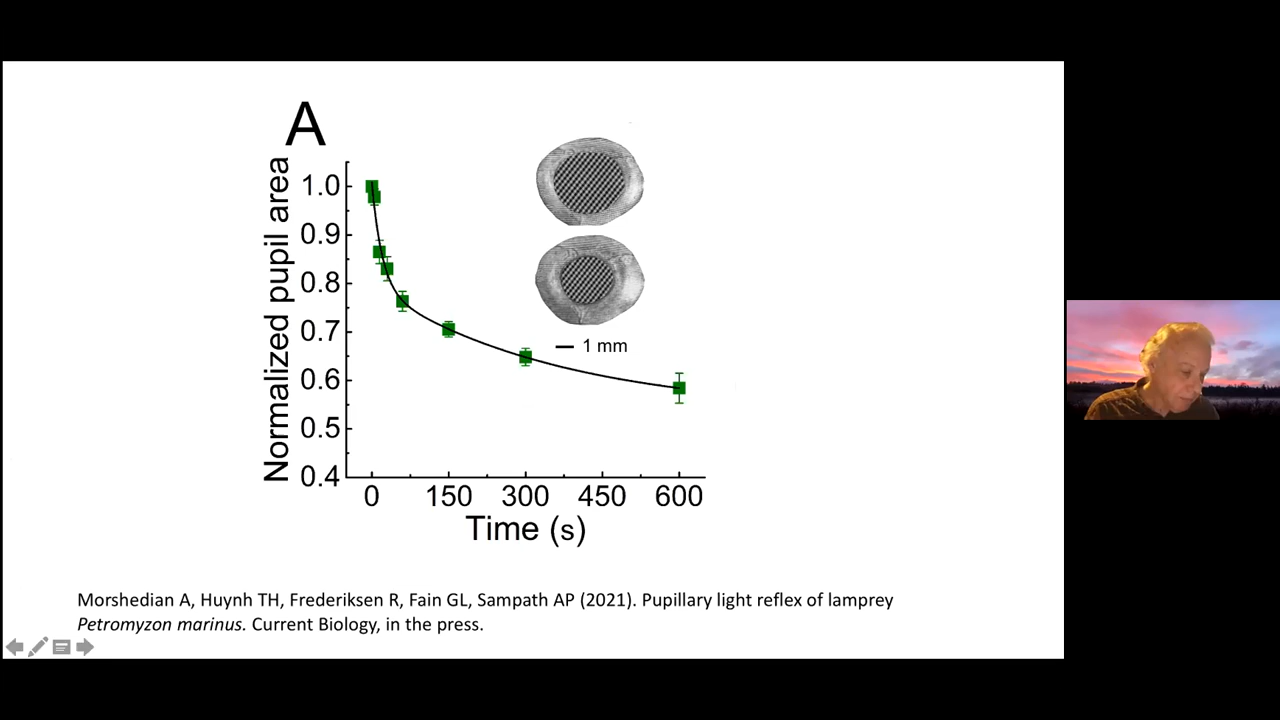 A
Normalized pupil area
1.0
0.9
0.8
0.7
0.6
0.5
0.4
0 150 300 450 600
Time (s)
1 mm
Morshedian A, Huynh TH, Frederiksen R, Fain GL, Sampath AP (2021). Pupillary light reflex of lamprey
Petromyzon marinus. Current Biology, in the press.